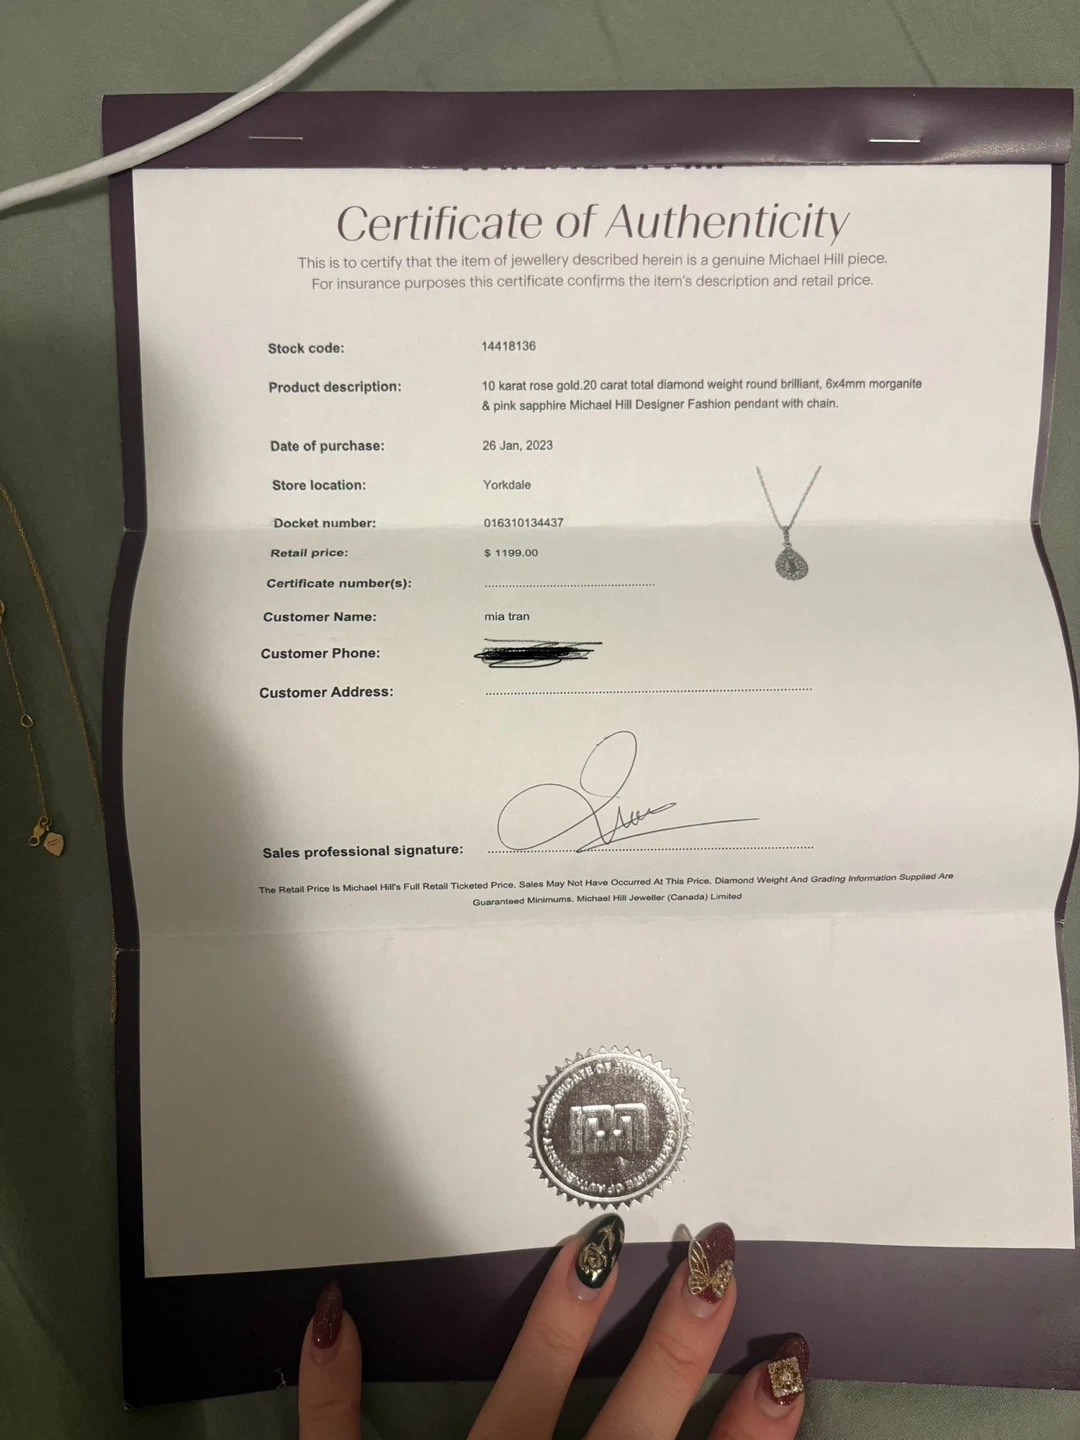 Certificate of Authenticity
This is to certify that the item of jewellery described herein is a genuine Michael Hill piece.
For insurance purposes this certificate confirms the item's description and retail price.
Stock code: 14418136
Product description: 10 karat rose gold.20 carat total diamond weight round brilliant, 6x4mm morganite
& pink sapphire Michael Hill Designer Fashion pendant with chain.
Date of purchase: 26 Jan, 2023
Store location: Yorkdale
Docket number: 016310134437
Retail price: $ 1199.00
Certificate number(s):
Customer Name: mia tran
Customer Phone:
Customer Address:
Sales professional signature:
The Retail Price Is Michael Hill's Full Retail Ticketed Price. Sales May Not Have Occurred At This Price. Diamond Weight And Grading Information Supplied Are
Guaranteed Minimums. Michael Hill Jeweller (Canada) Limited
CERTIFICATE OF AUTHENTICITY • CERTIFICATE OF AUTHENTICITY •